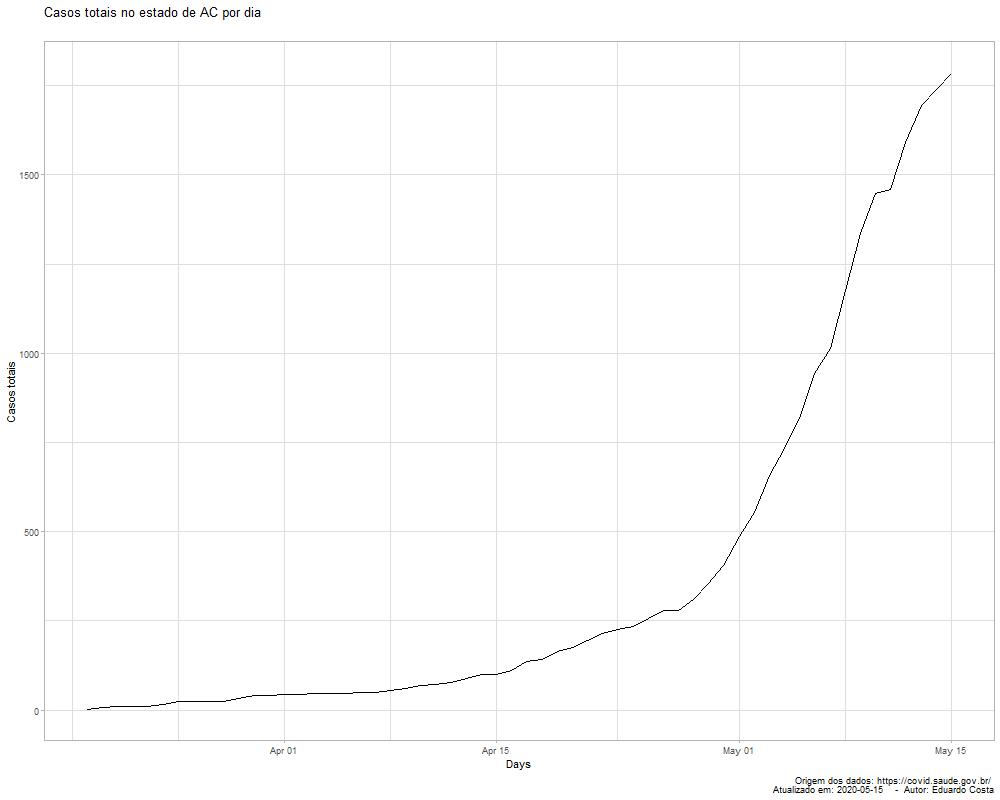 Casos totais no estado de AC por dia
1500
1000
500
0
Casos totais
Apr 01 Apr 15 May 01 May 15
Days
Origem dos dados: https://covid.saude.gov.br/
Atualizado em: 2020-05-15 - Autor: Eduardo Costa